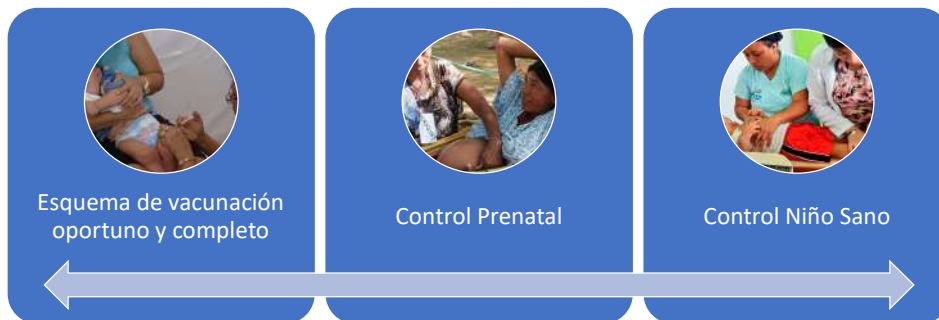 Esquema de vacunación
oportuno y completo
Control Prenatal
Control Niño Sano